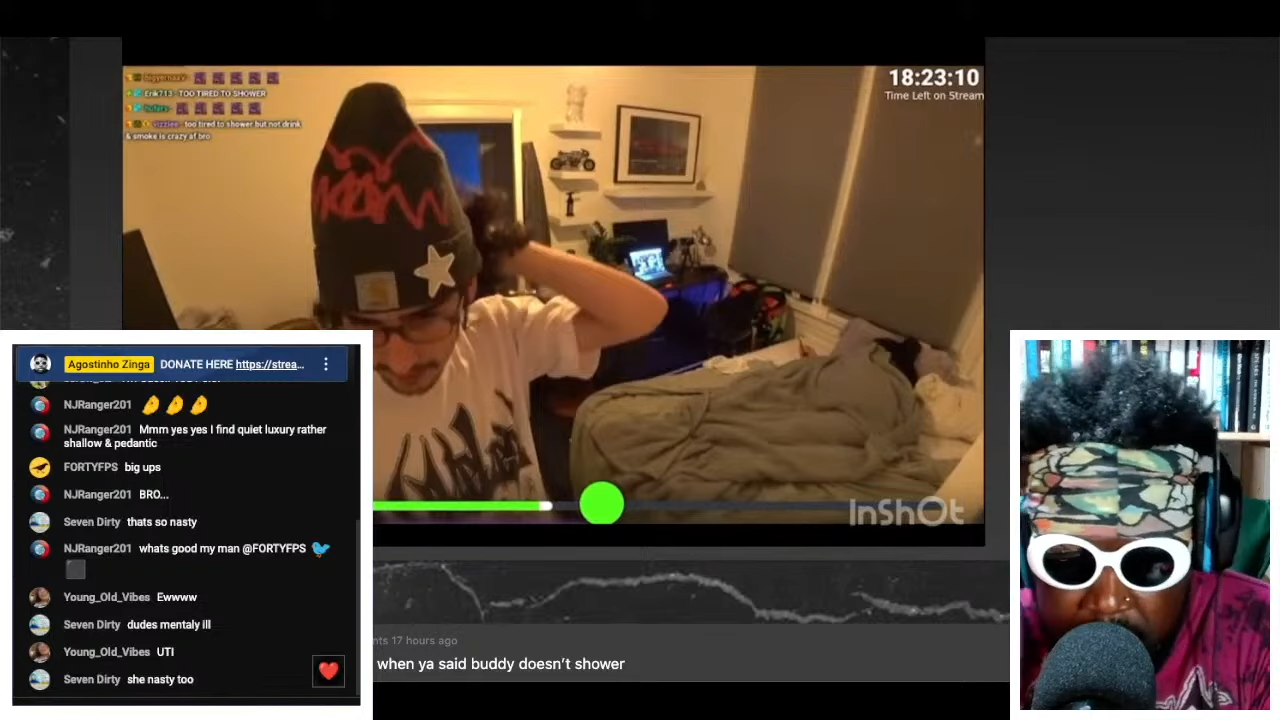 Erik713: TOO TIRED TO SHOWER
too tired to shower but not drink
& smoke is crazy af bro
18:23:10
Time Left on Stream
InShOt
Agostinho Zinga DONATE HERE https://strea...
NJRanger201
NJRanger201 Mmm yes yes I find quiet luxury rather
shallow & pedantic
FORTYFPS big ups
NJRanger201 BRO...
Seven Dirty thats so nasty
NJRanger201 whats good my man @FORTYFPS
Young_Old_Vibes Ewwww
Seven Dirty dudes mentaly ill
Young_Old_Vibes UTI
Seven Dirty she nasty too
nts 17 hours ago
when ya said buddy doesn't shower